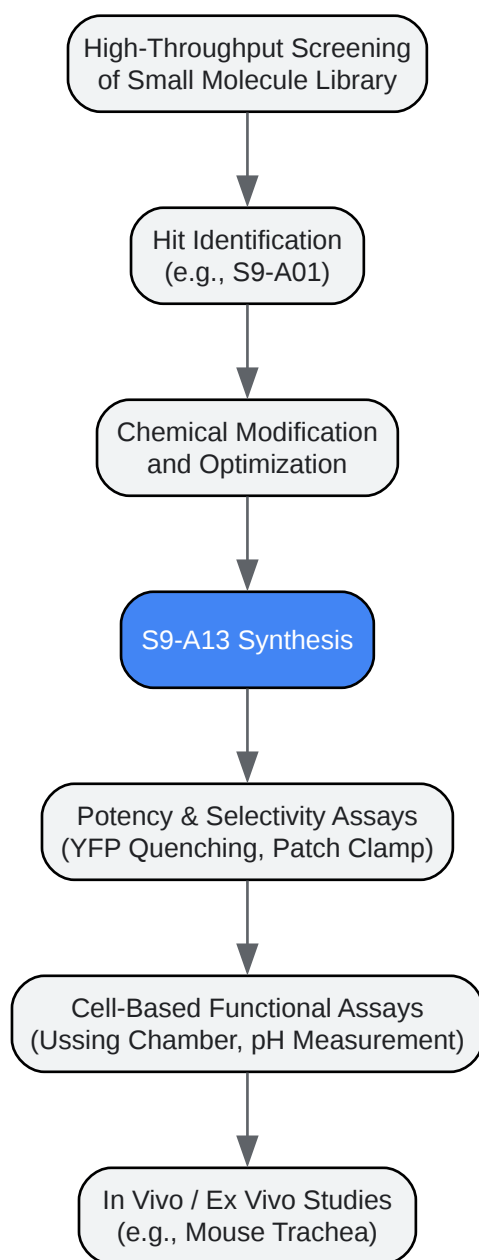 High-Throughput Screening
of Small Molecule Library
Hit Identification
(e.g., S9-A01)
Chemical Modification
and Optimization
S9-A13 Synthesis
Potency & Selectivity Assays
(YFP Quenching, Patch Clamp)
Cell-Based Functional Assays
(Ussing Chamber, pH Measurement)
In Vivo / Ex Vivo Studies
(e.g., Mouse Trachea)